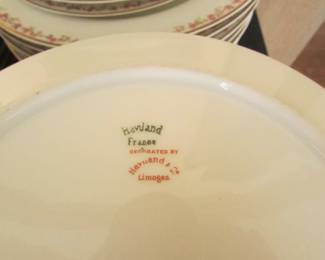 Haviland
France
DECORATED BY
Haviland & Co
Limoges